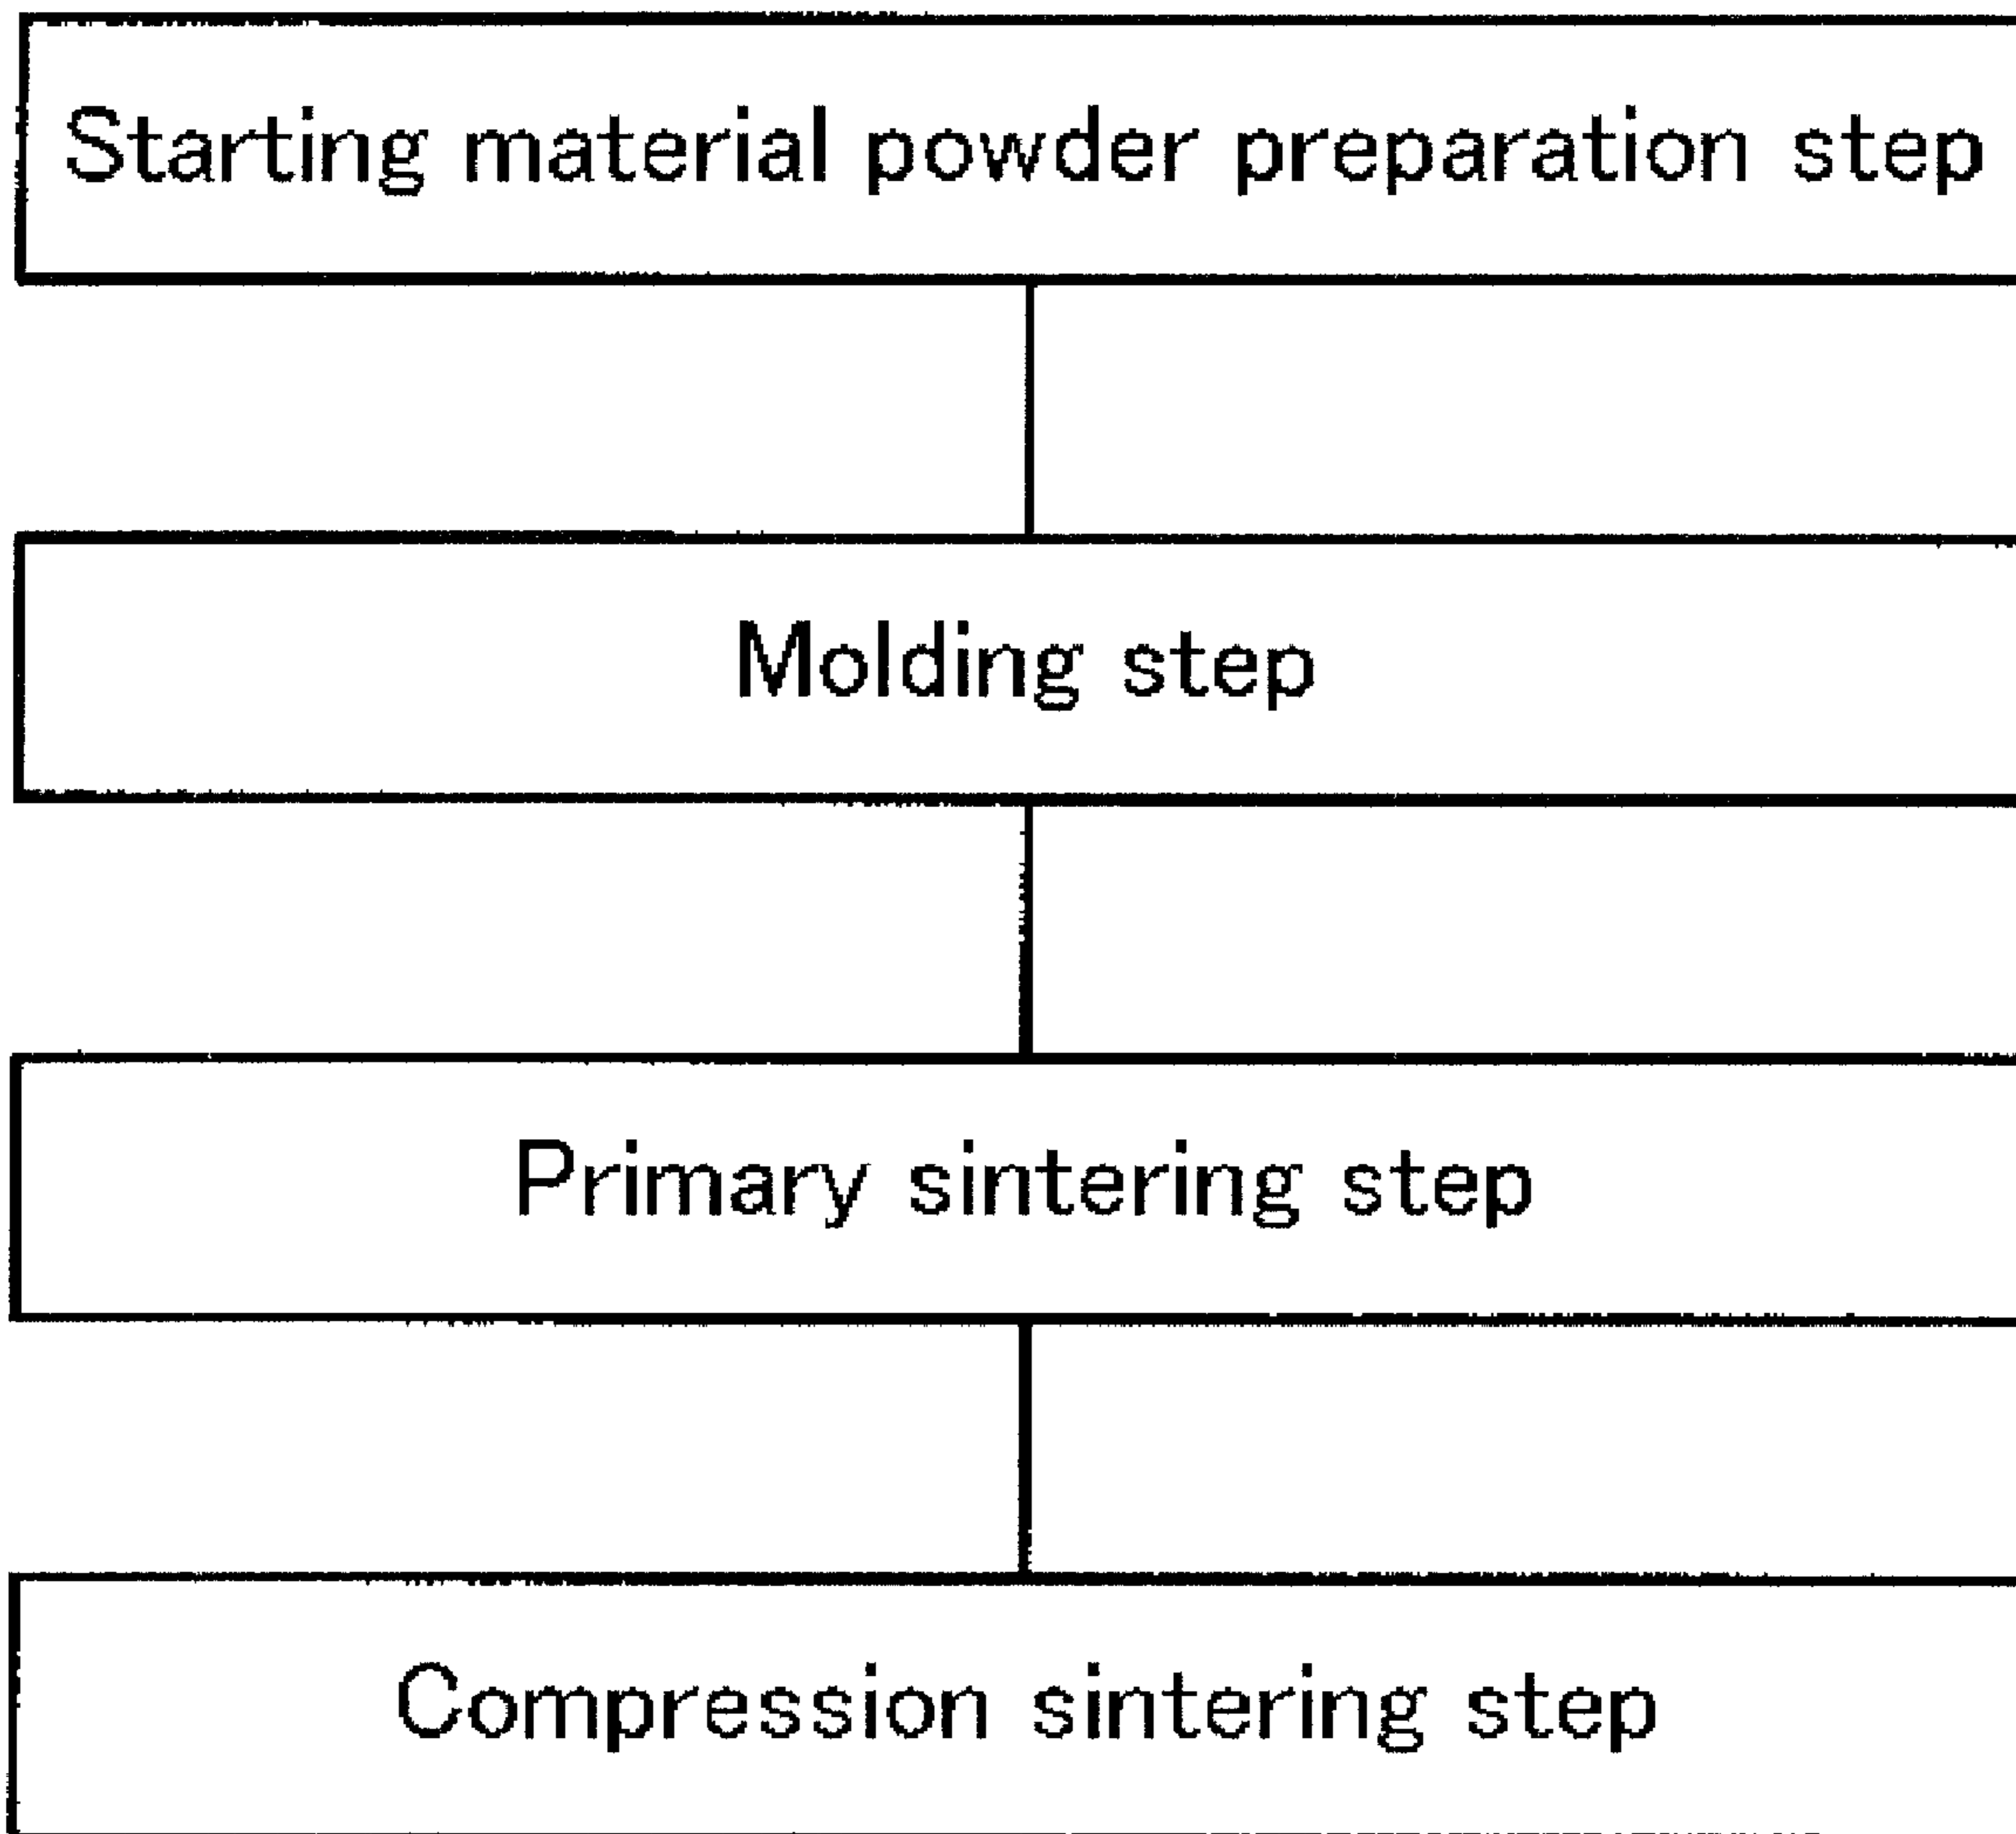 Starting material powder preparation step
Molding step
Primary sintering step
Compression sintering step